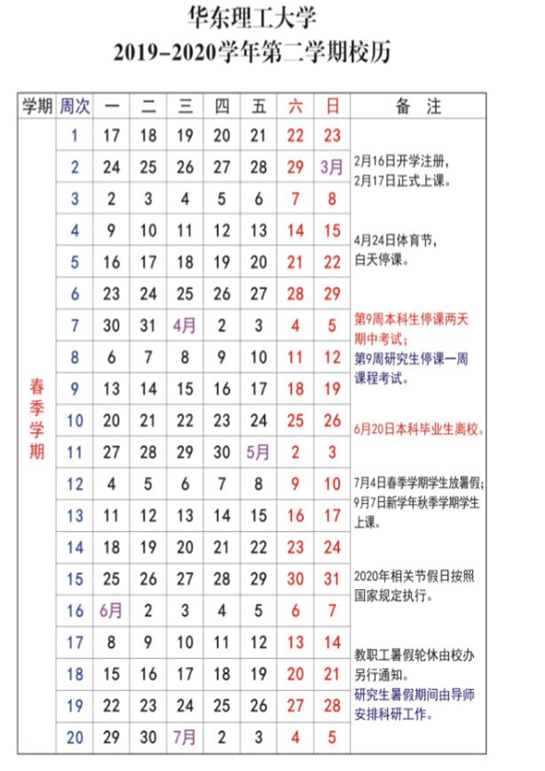 华东理工大学
2019-2020学年第二学期校历
学期 周次 一 二 三 四 五 六 日 备 注
春季学期
1 17 18 19 20 21 22 23
2 24 25 26 27 28 29 3月
3 2 3 4 5 6 7 8
4 9 10 11 12 13 14 15
5 16 17 18 19 20 21 22
6 23 24 25 26 27 28 29
7 30 31 4月 2 3 4 5
8 6 7 8 9 10 11 12
9 13 14 15 16 17 18 19
10 20 21 22 23 24 25 26
11 27 28 29 30 5月 2 3
12 4 5 6 7 8 9 10
13 11 12 13 14 15 16 17
14 18 19 20 21 22 23 24
15 25 26 27 28 29 30 31
16 6月 2 3 4 5 6 7
17 8 9 10 11 12 13 14
18 15 16 17 18 19 20 21
19 22 23 24 25 26 27 28
20 29 30 7月 2 3 4 5
2月16日开学注册，
2月17日正式上课。
4月24日体育节，
白天停课。
第9周本科生停课两天
期中考试；
第9周研究生停课一周
课程考试。
6月20日本科毕业生离校。
7月4日春季学期学生放暑假；
9月7日新学年秋季学期学生
上课。
2020年相关节假日按照
国家规定执行。
教职工暑假轮休由校办
另行通知。
研究生暑假期间由导师
安排科研工作。